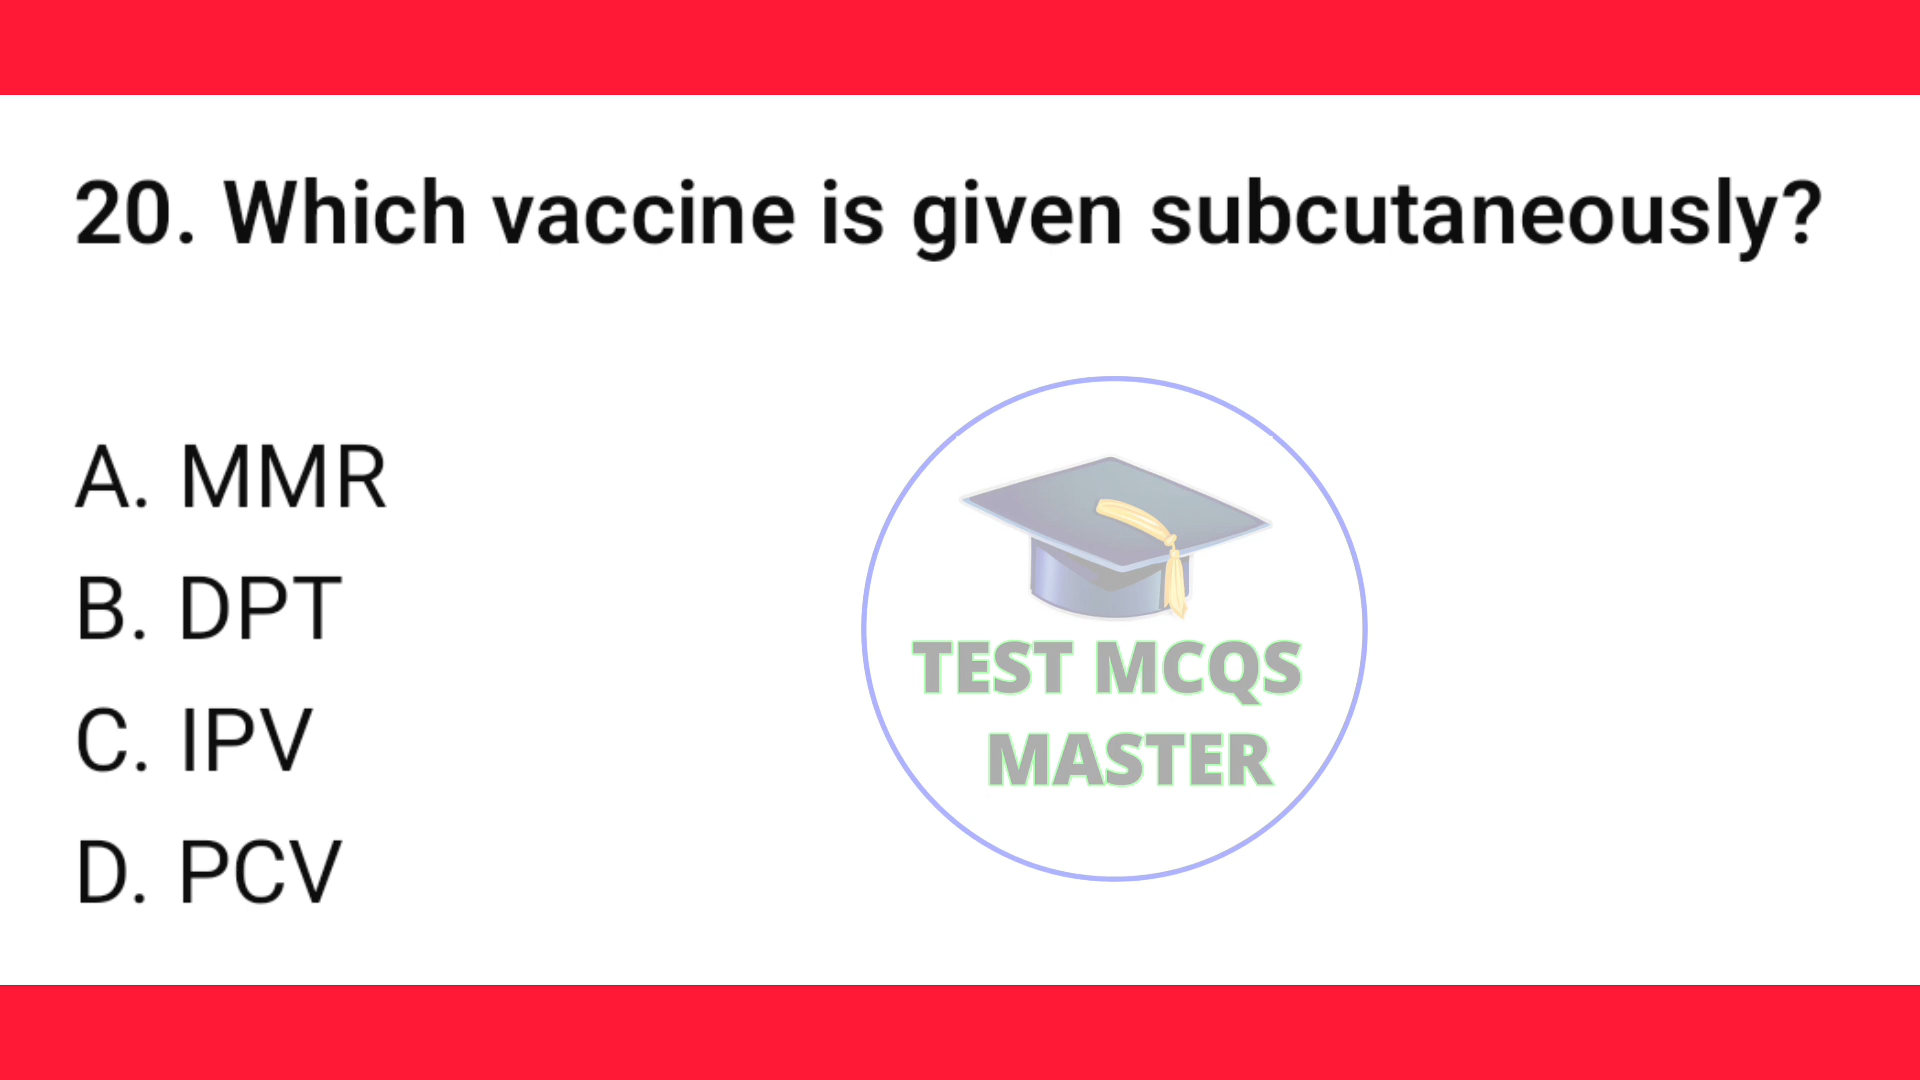 20. Which vaccine is given subcutaneously?
A. MMR
B. DPT
C. IPV
D. PCV
TEST MCQS
MASTER